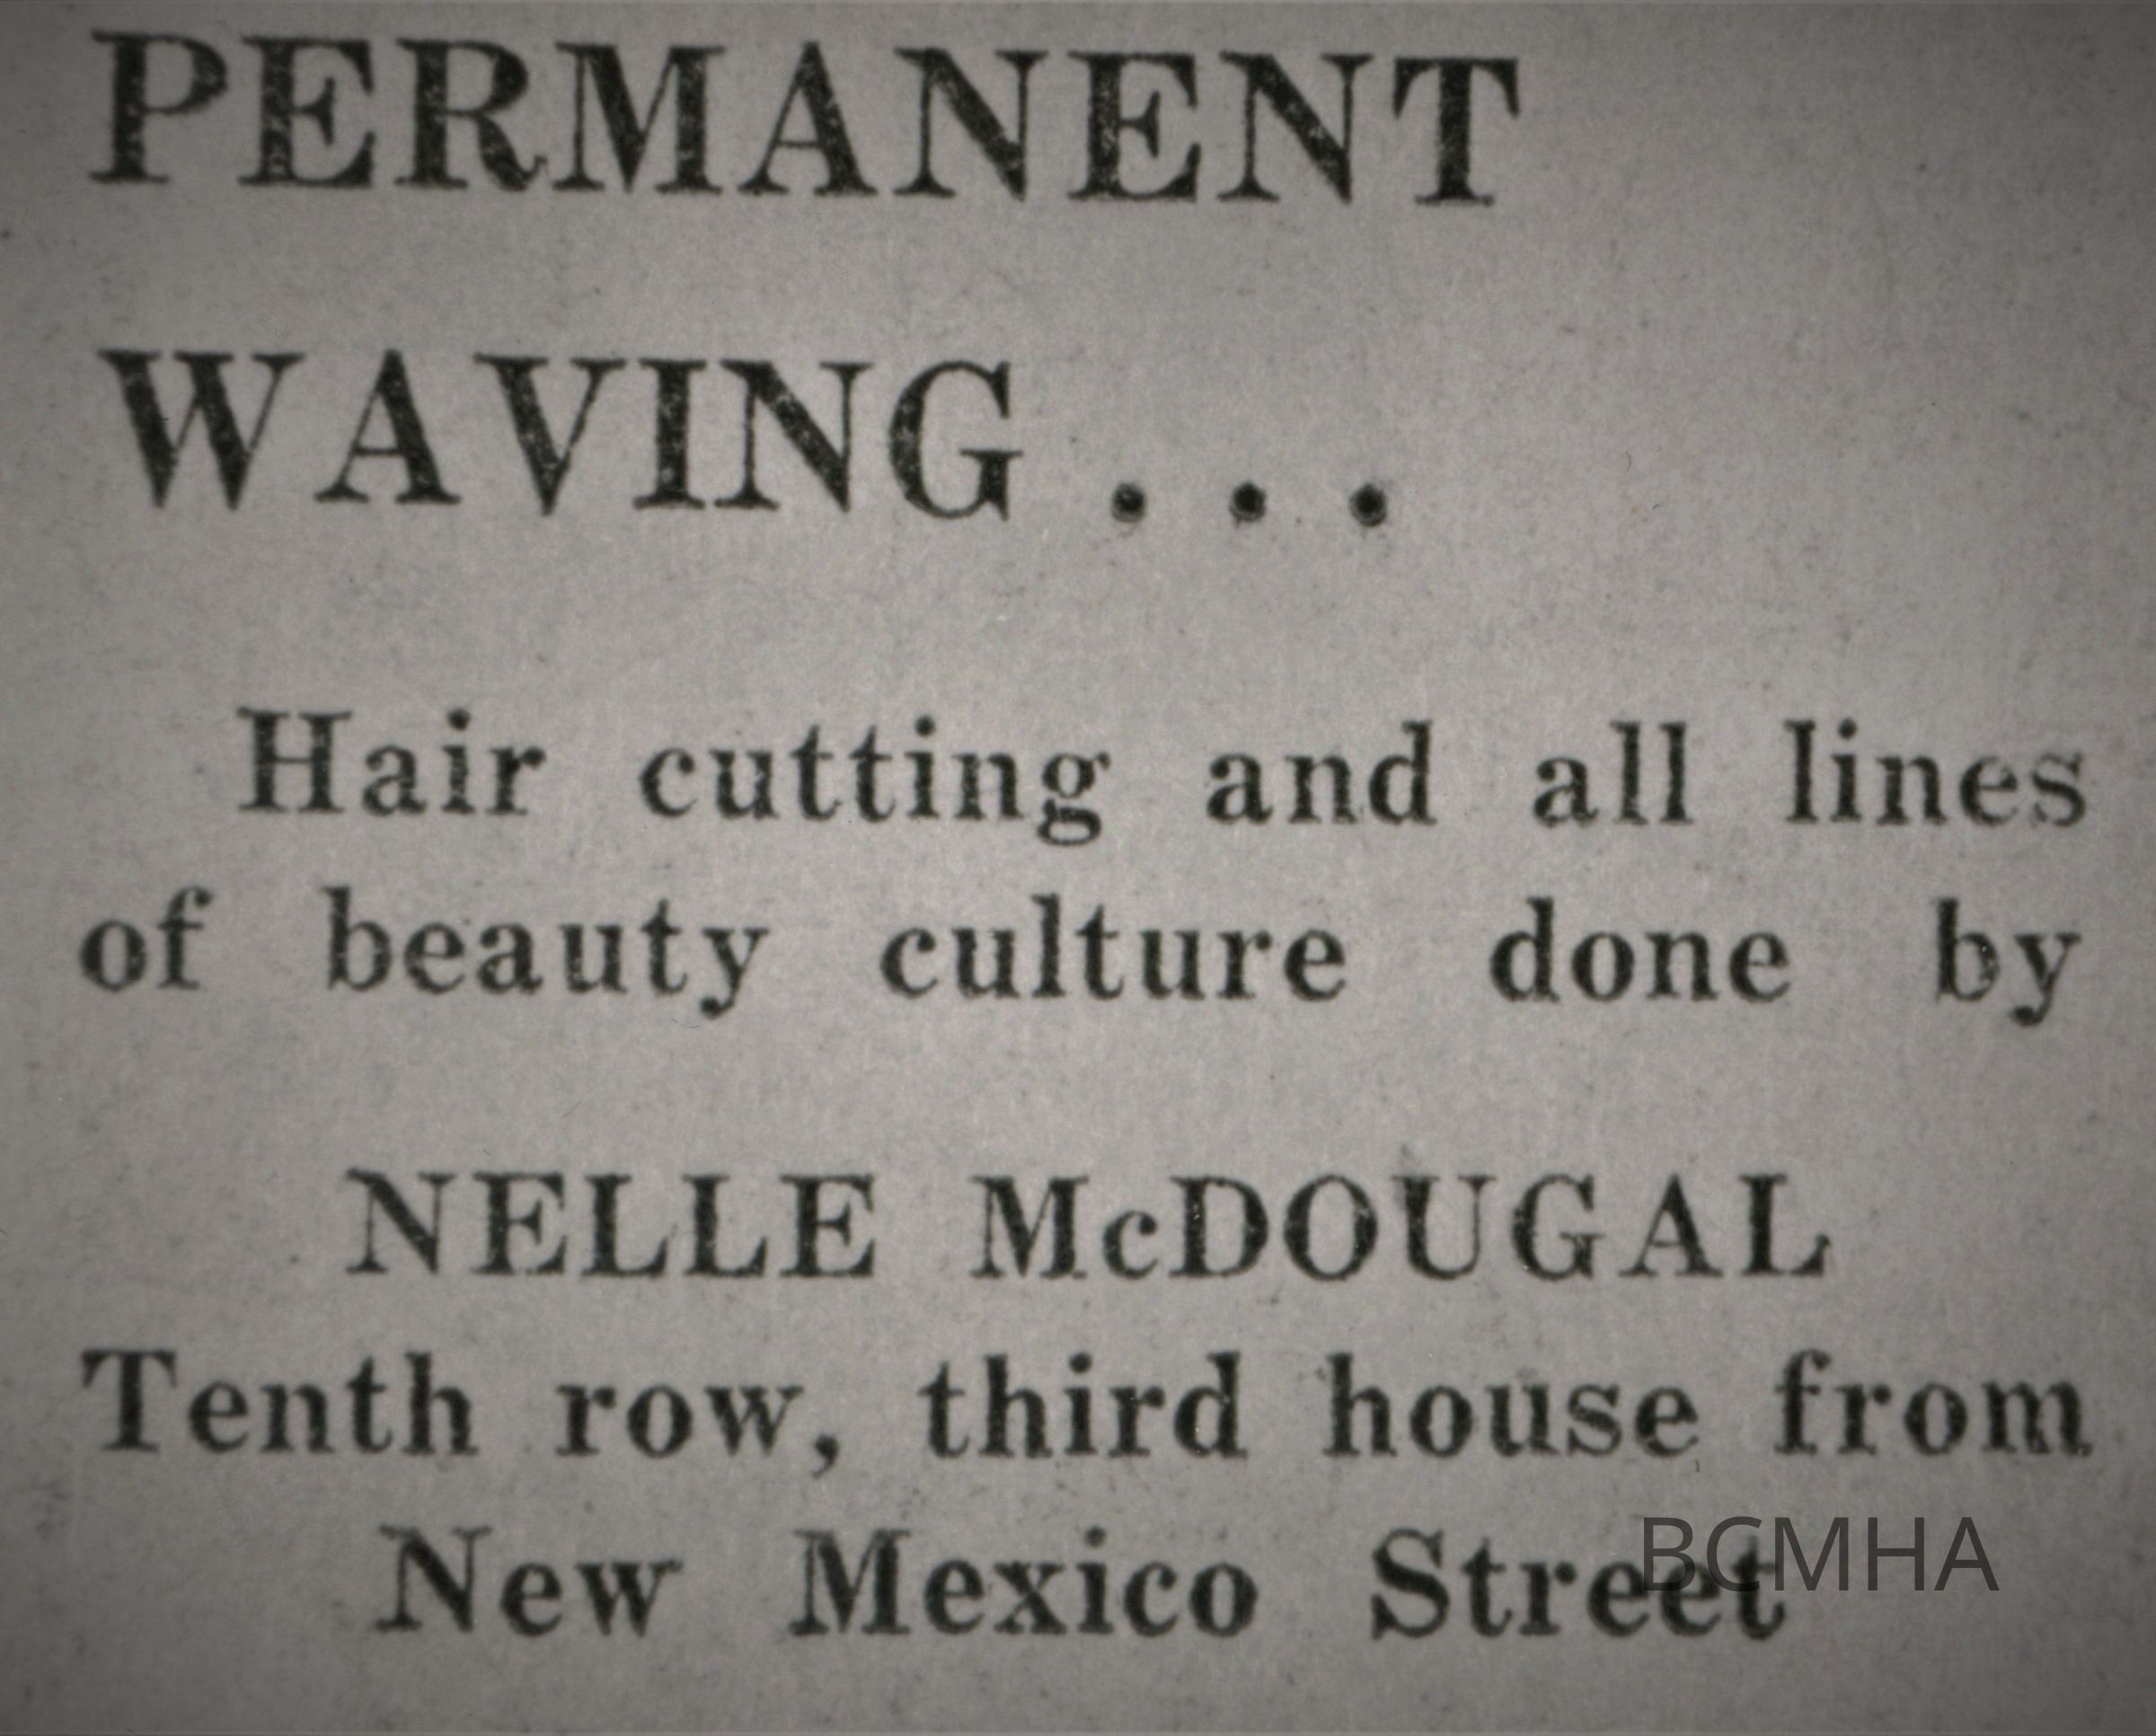 PERMANENT
WAVING . . .
Hair cutting and all lines
of beauty culture done by
NELLE McDOUGAL
Tenth row, third house from
New Mexico Street
BCMHA